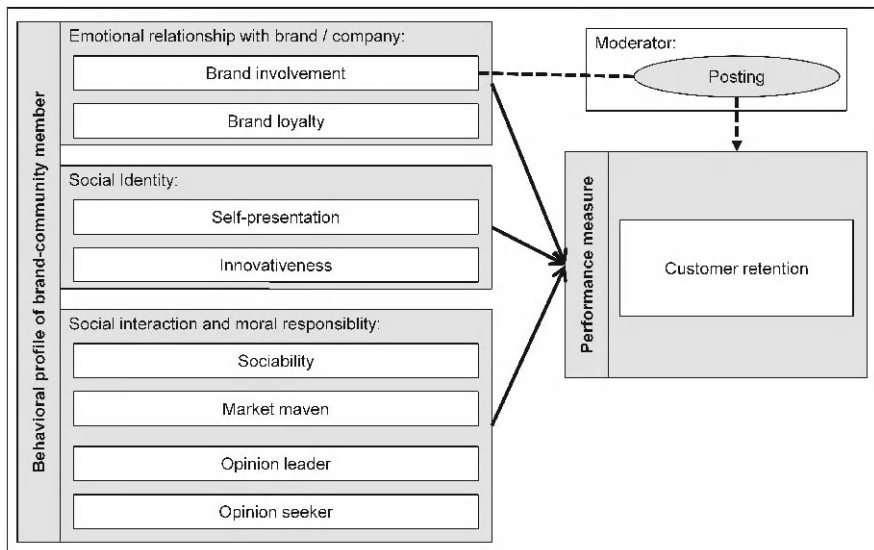 Behavioral profile of brand-community member
Emotional relationship with brand / company:
Brand involvement
Brand loyalty
Social Identity:
Self-presentation
Innovativeness
Social interaction and moral responsiblity:
Sociability
Market maven
Opinion leader
Opinion seeker
Moderator:
Posting
Performance measure
Customer retention